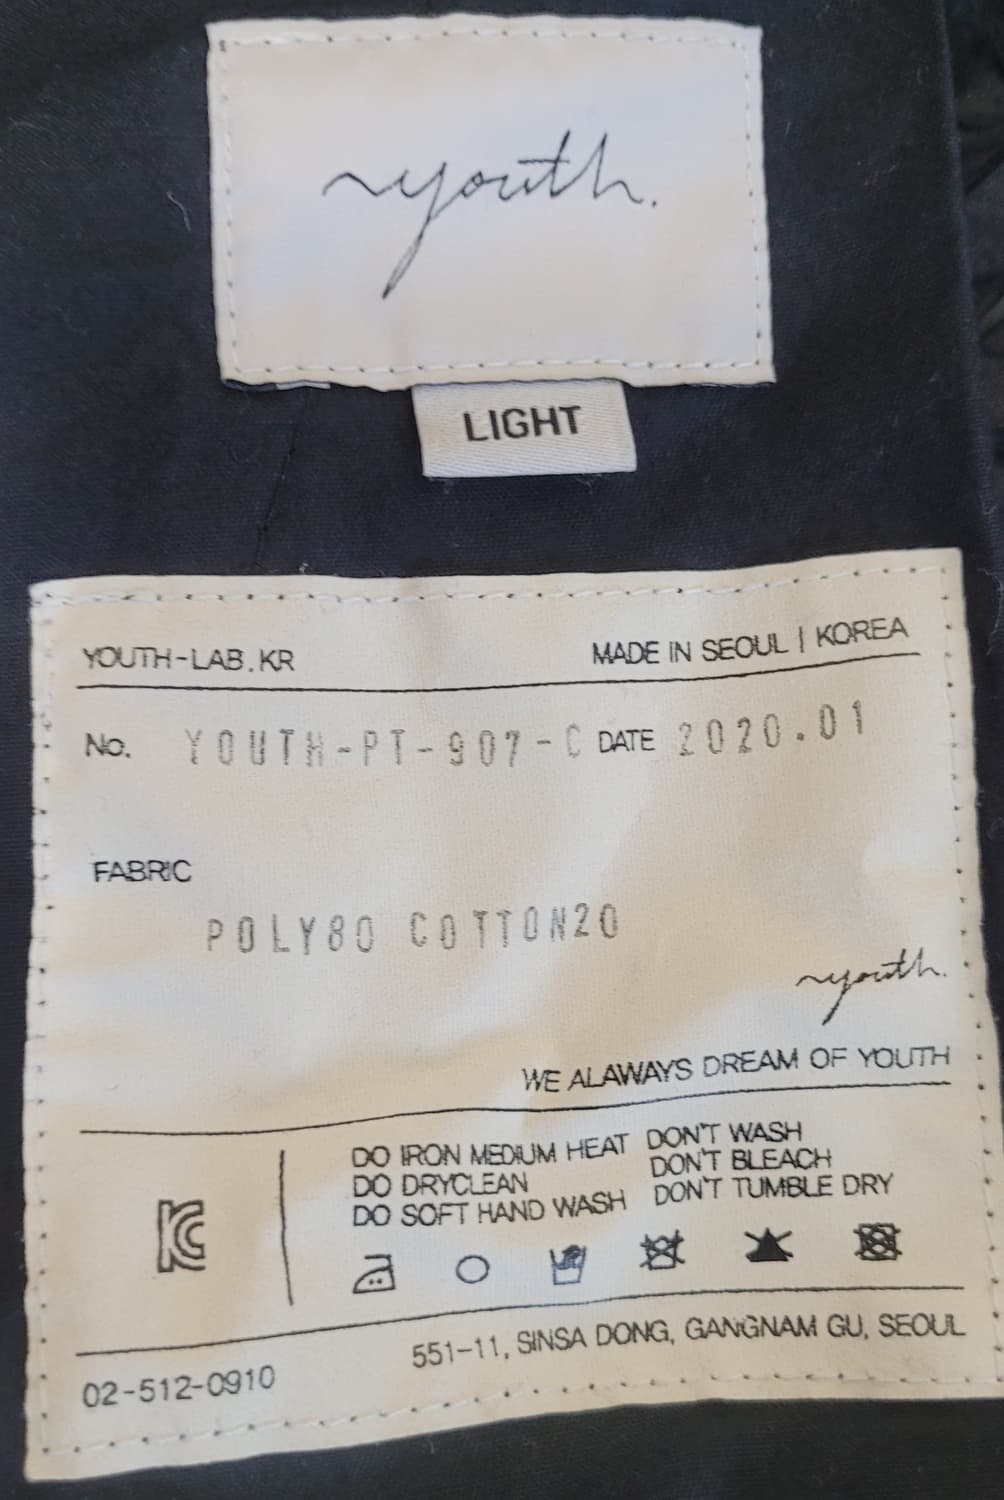 youth.
LIGHT
YOUTH-LAB.KR MADE IN SEOUL | KOREA
No. YOUTH-PT-907-C DATE 2020.01
FABRIC
POLY80 COTTON20
youth.
WE ALAWAYS DREAM OF YOUTH
DO IRON MEDIUM HEAT DON'T WASH
DO DRYCLEAN DON'T BLEACH
DO SOFT HAND WASH DON'T TUMBLE DRY
KC
551-11, SINSA DONG, GANGNAM GU, SEOUL
02-512-0910